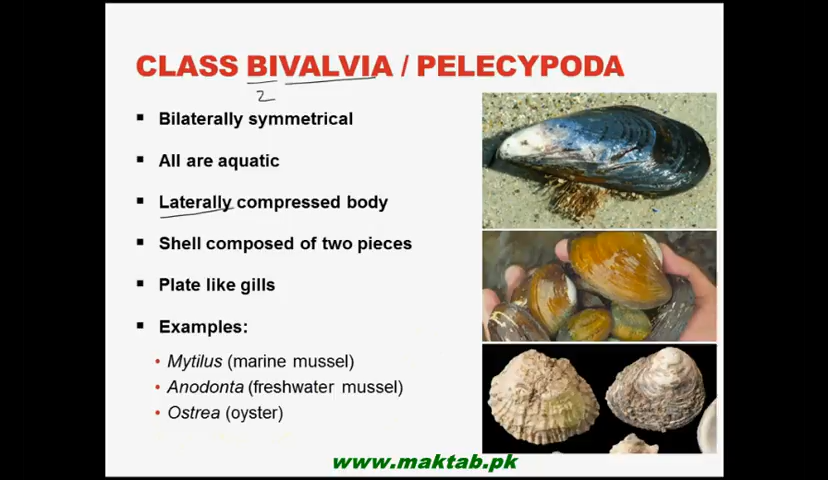 CLASS BIVALVIA / PELECYPODA
2
▪ Bilaterally symmetrical
▪ All are aquatic
▪ Laterally compressed body
▪ Shell composed of two pieces
▪ Plate like gills
▪ Examples:
• Mytilus (marine mussel)
• Anodonta (freshwater mussel)
• Ostrea (oyster)
www.maktab.pk